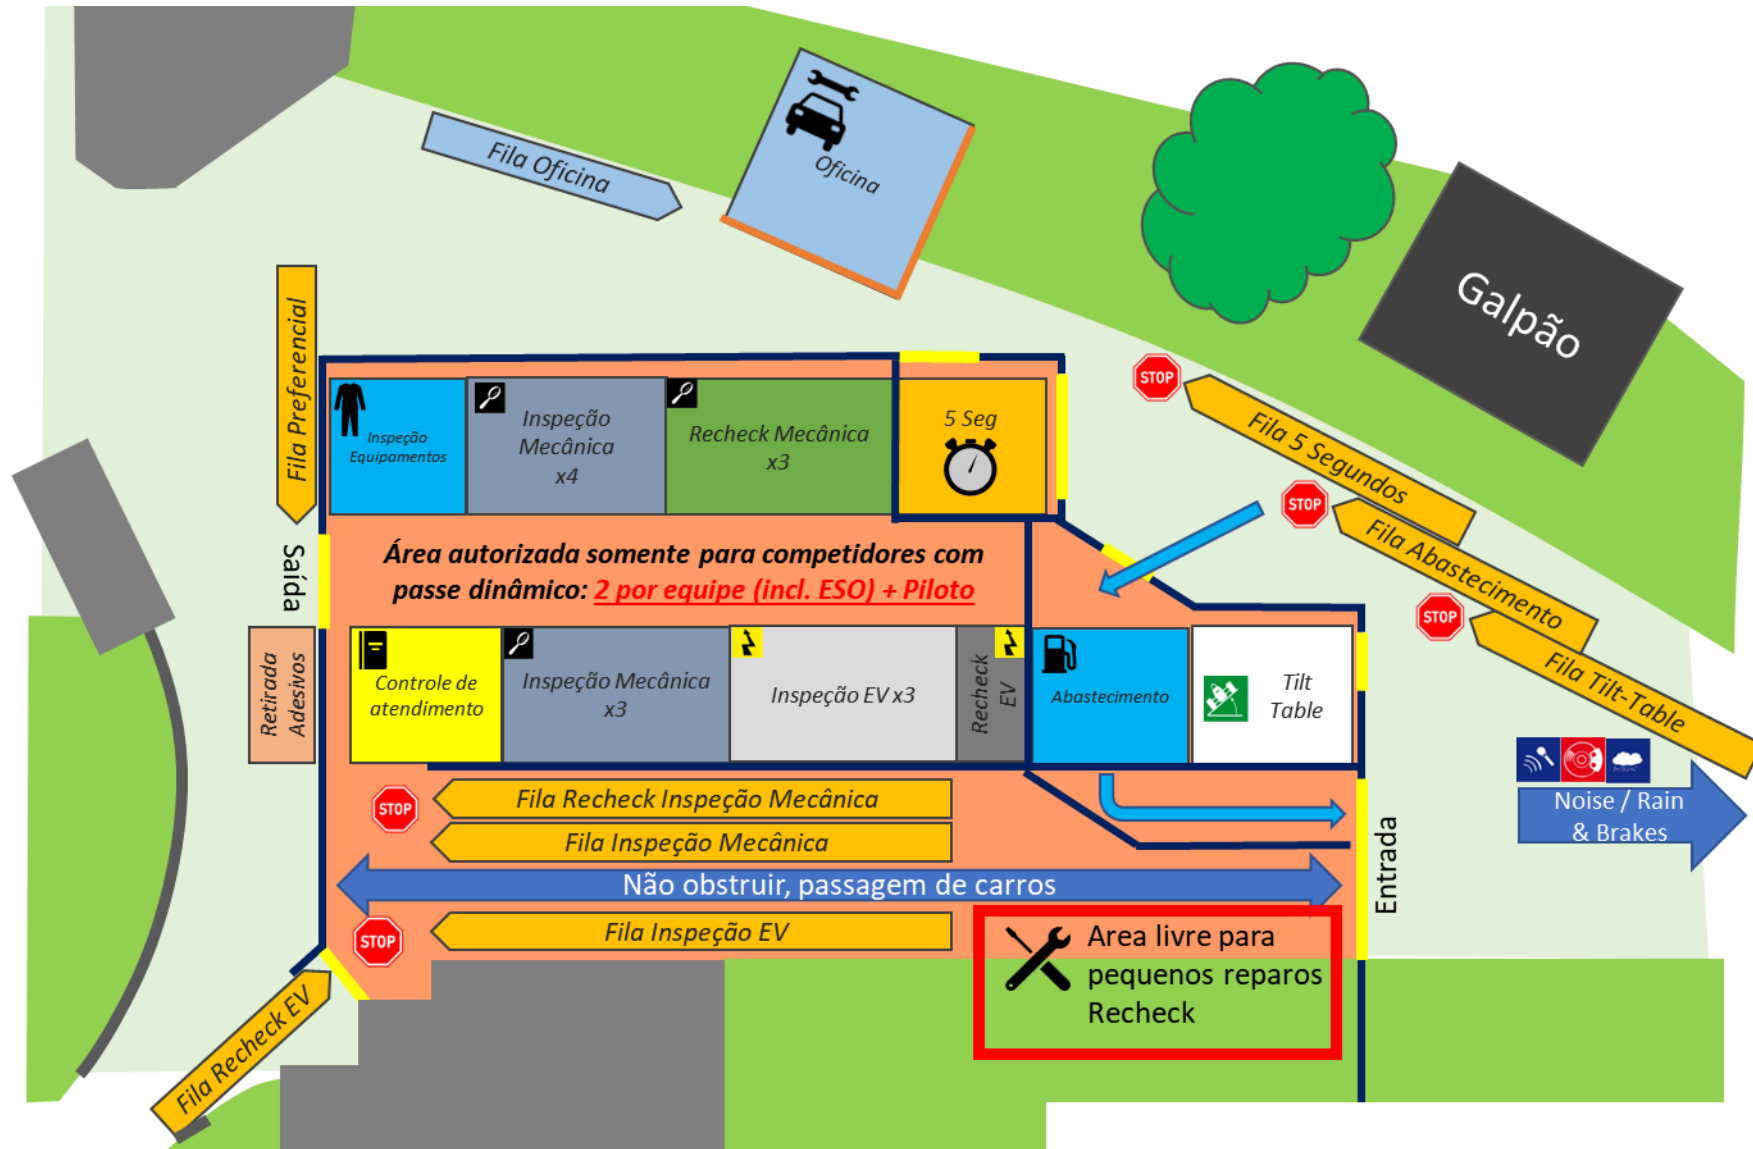 Fila Oficina
Oficina
Galpão
Fila Preferencial
Inspeção
Equipamentos
Inspeção
Mecânica
x4
Recheck Mecânica
x3
5 Seg
STOP
Fila 5 Segundos
STOP
Fila Abastecimento
STOP
Fila Tilt-Table
Saída
Área autorizada somente para competidores com
passe dinâmico: 2 por equipe (incl. ESO) + Piloto
Retirada
Adesivos
Controle de
atendimento
Inspeção Mecânica
x3
Inspeção EV x3
Recheck
EV
Abastecimento
Tilt
Table
Noise / Rain
& Brakes
STOP
Fila Recheck Inspeção Mecânica
Fila Inspeção Mecânica
Não obstruir, passagem de carros
Entrada
STOP
Fila Inspeção EV
Area livre para
pequenos reparos
Recheck
Fila Recheck EV